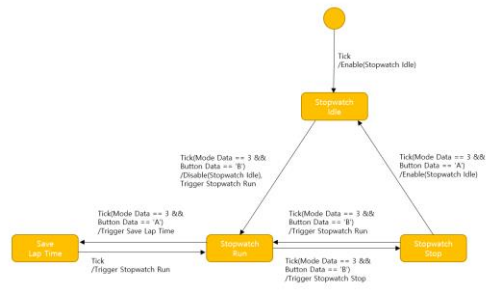 Tick
/Enable(Stopwatch Idle)
Stopwatch
Idle
Tick(Mode Data == 3 &&
Button Data == 'B')
/Disable(Stopwatch Idle),
Trigger Stopwatch Run
Tick(Mode Data == 3 &&
Button Data == 'A')
/Enable(Stopwatch Idle)
Tick(Mode Data == 3 &&
Button Data == 'A')
/Trigger Save Lap Time
Tick(Mode Data == 3 &&
Button Data == 'B')
/Trigger Stopwatch Run
Save
Lap Time
Stopwatch
Run
Stopwatch
Stop
Tick
/Trigger Stopwatch Run
Tick(Mode Data == 3 &&
Button Data == 'B')
/Trigger Stopwatch Stop